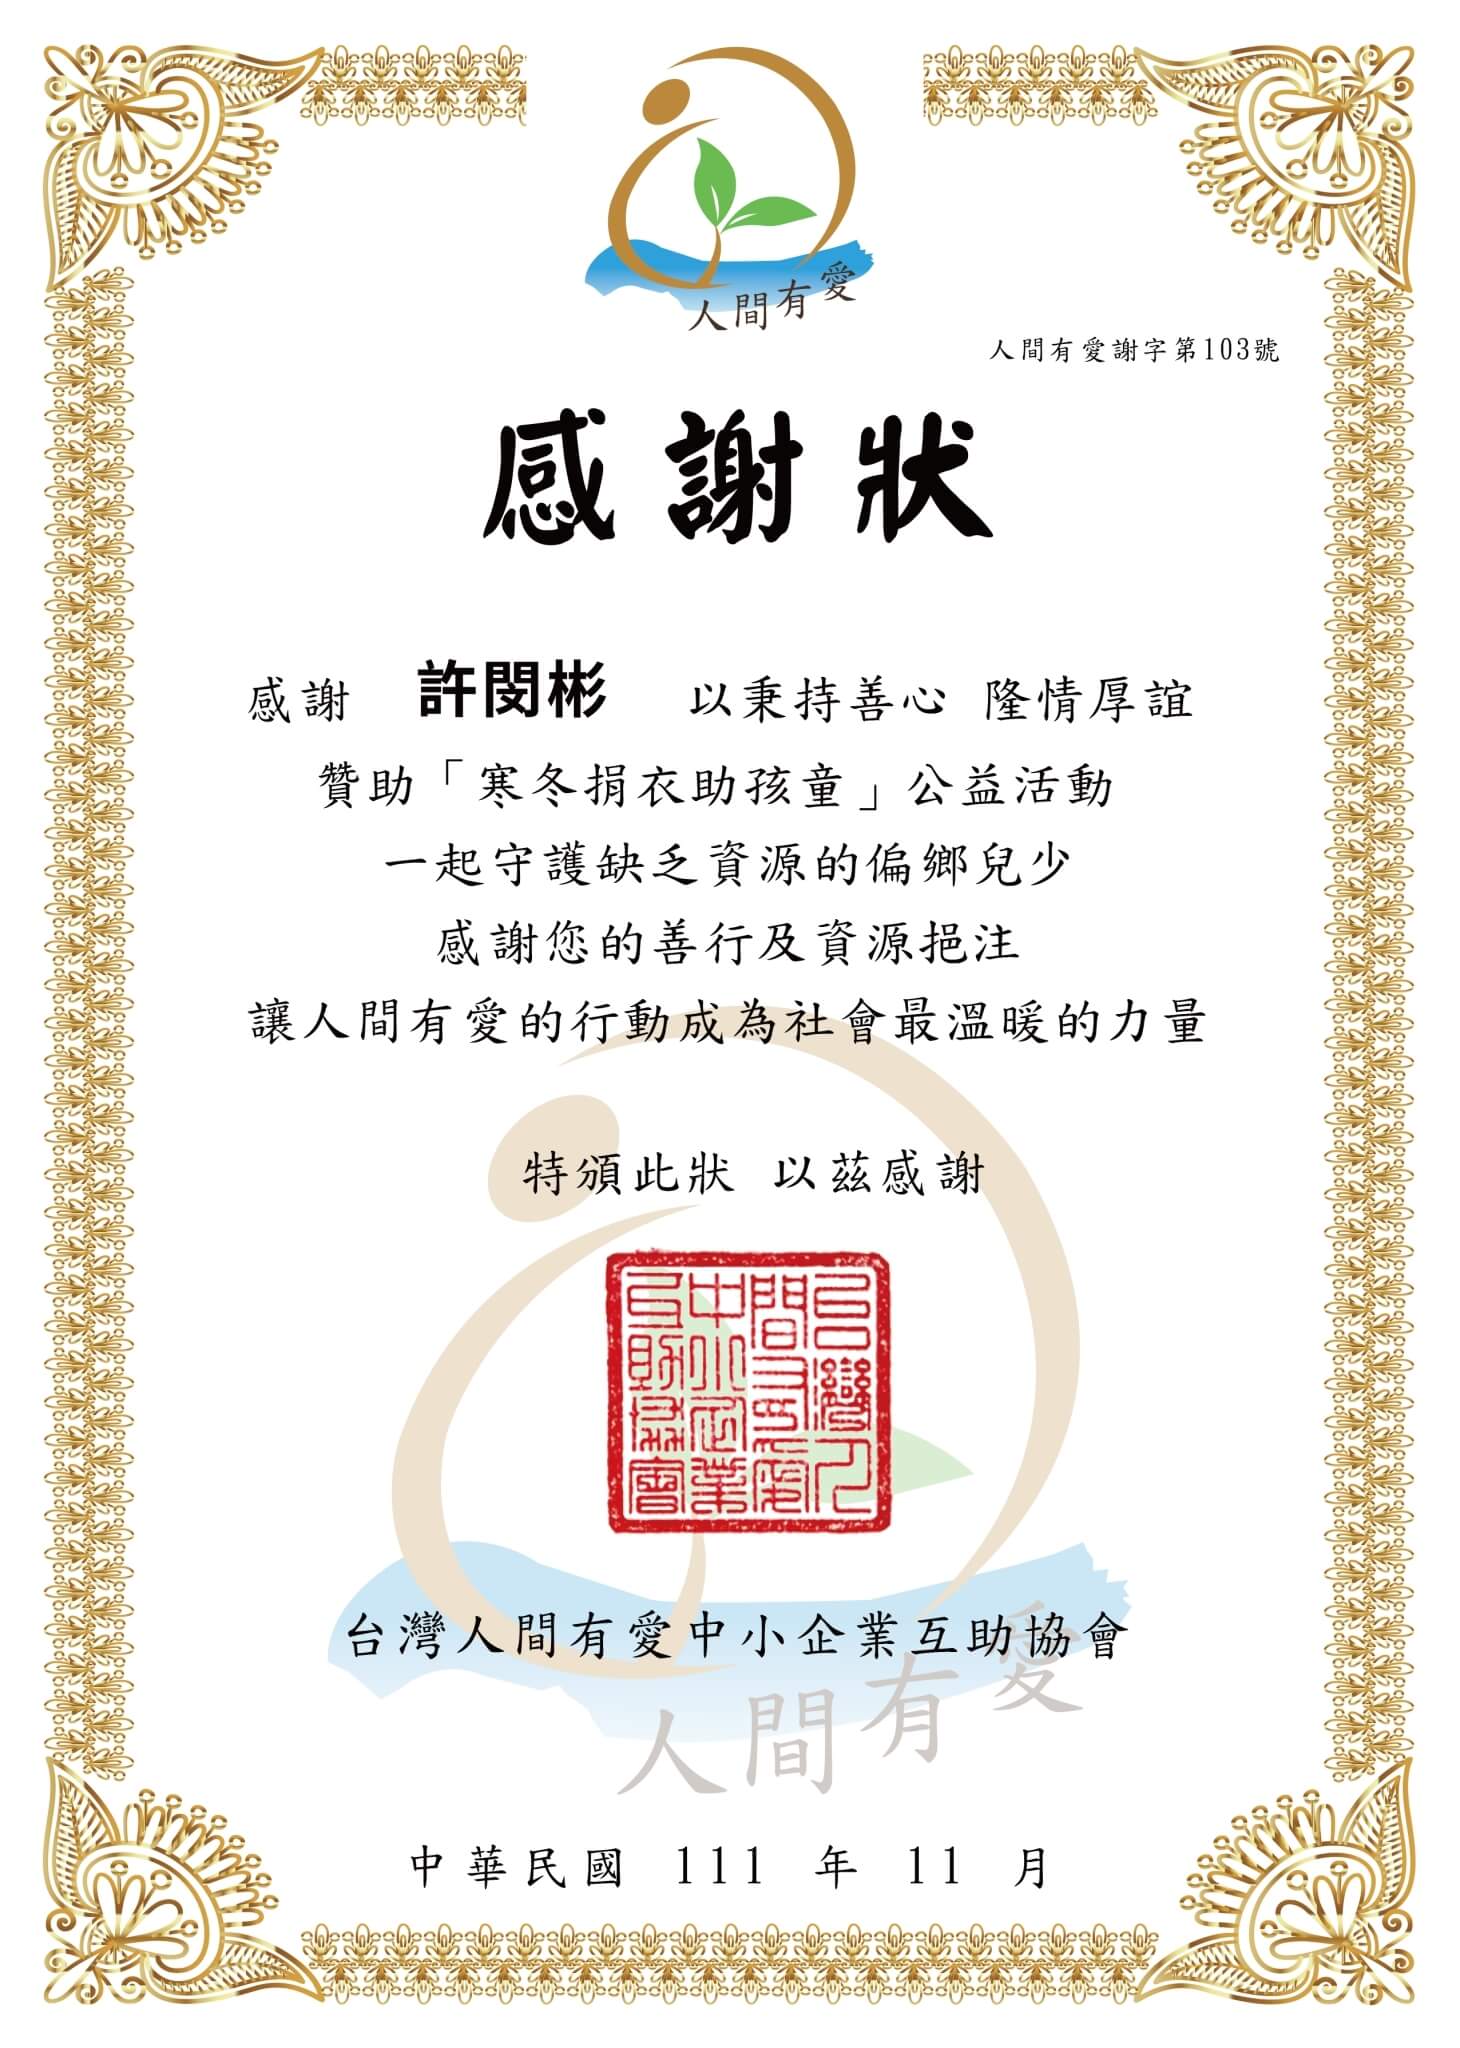 人間有愛
人間有愛謝字第103號
感謝狀
感謝 許閔彬 以秉持善心 隆情厚誼
贊助「寒冬捐衣助孩童」公益活動
一起守護缺乏資源的偏鄉兒少
感謝您的善行及資源挹注
讓人間有愛的行動成為社會最溫暖的力量
特頒此狀 以茲感謝
台灣人
間有愛
中小企業
互助協會
台灣人間有愛中小企業互助協會
人間有愛
中華民國 111 年 11 月